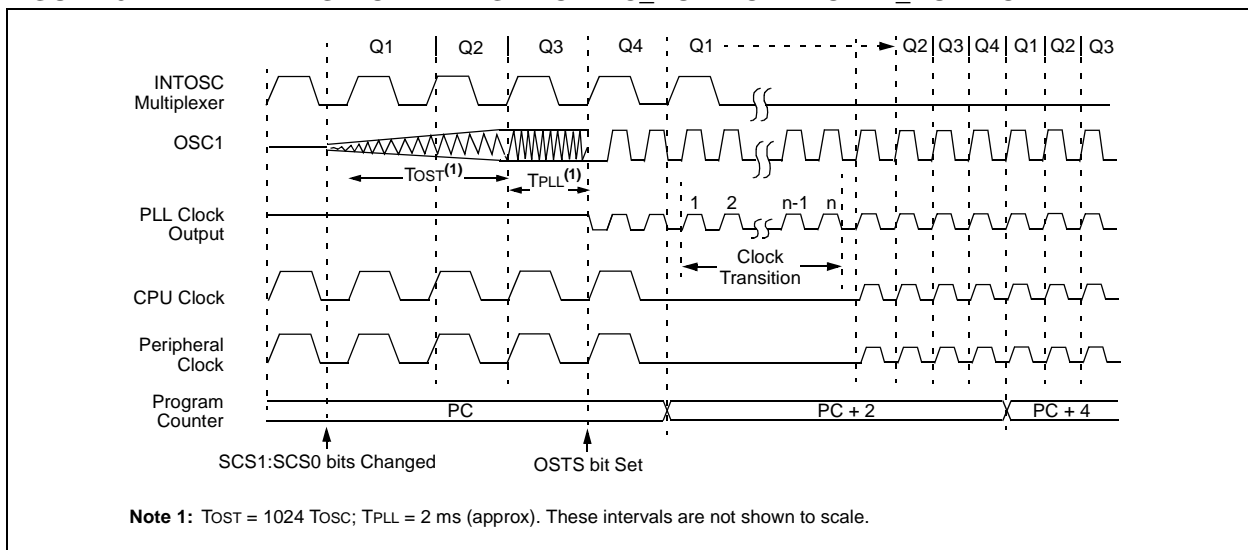 Q1 Q2 Q3 Q4 Q1 Q2 Q3 Q4 Q1 Q2 Q3
INTOSC
Multiplexer
OSC1
TOST(1)
TPLL(1)
PLL Clock
Output
1 2 n-1 n
Clock
Transition
CPU Clock
Peripheral
Clock
Program
Counter
PC PC + 2 PC + 4
SCS1:SCS0 bits Changed
OSTS bit Set
Note 1: TOST = 1024 TOSC; TPLL = 2 ms (approx). These intervals are not shown to scale.